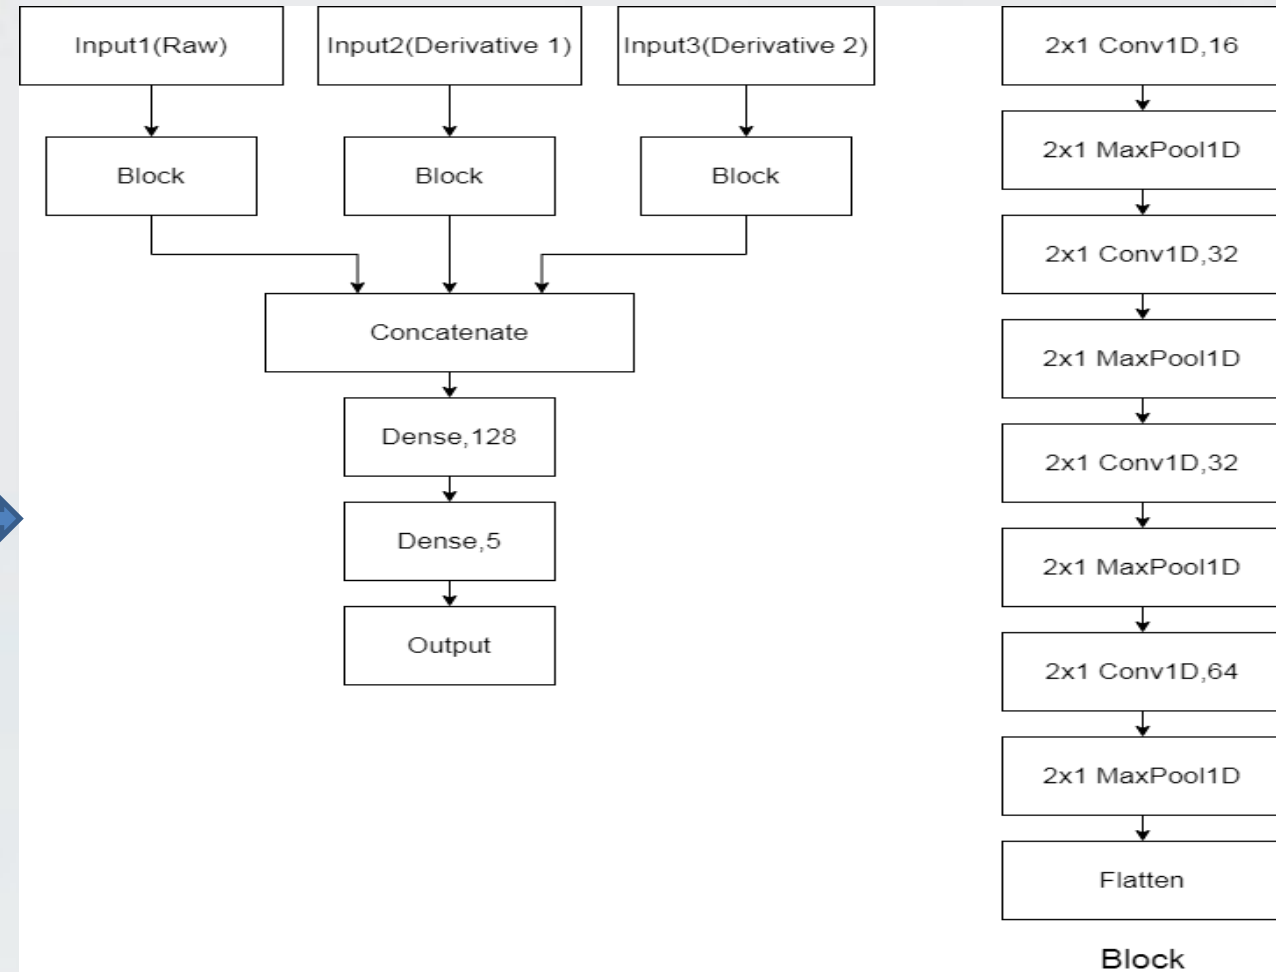 Input1(Raw)
Input2(Derivative 1)
Input3(Derivative 2)
Block
Block
Block
Concatenate
Dense,128
Dense,5
Output
2x1 Conv1D,16
2x1 MaxPool1D
2x1 Conv1D,32
2x1 MaxPool1D
2x1 Conv1D,32
2x1 MaxPool1D
2x1 Conv1D,64
2x1 MaxPool1D
Flatten
Block